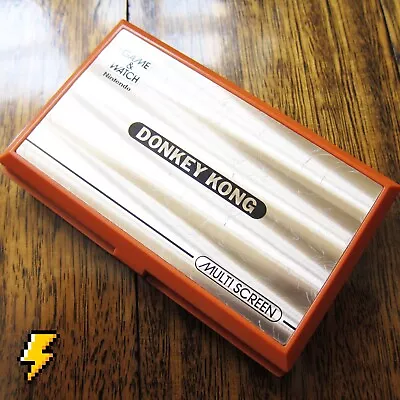 GAME
&
WATCH
Nintendo
DONKEY KONG
MULTI SCREEN